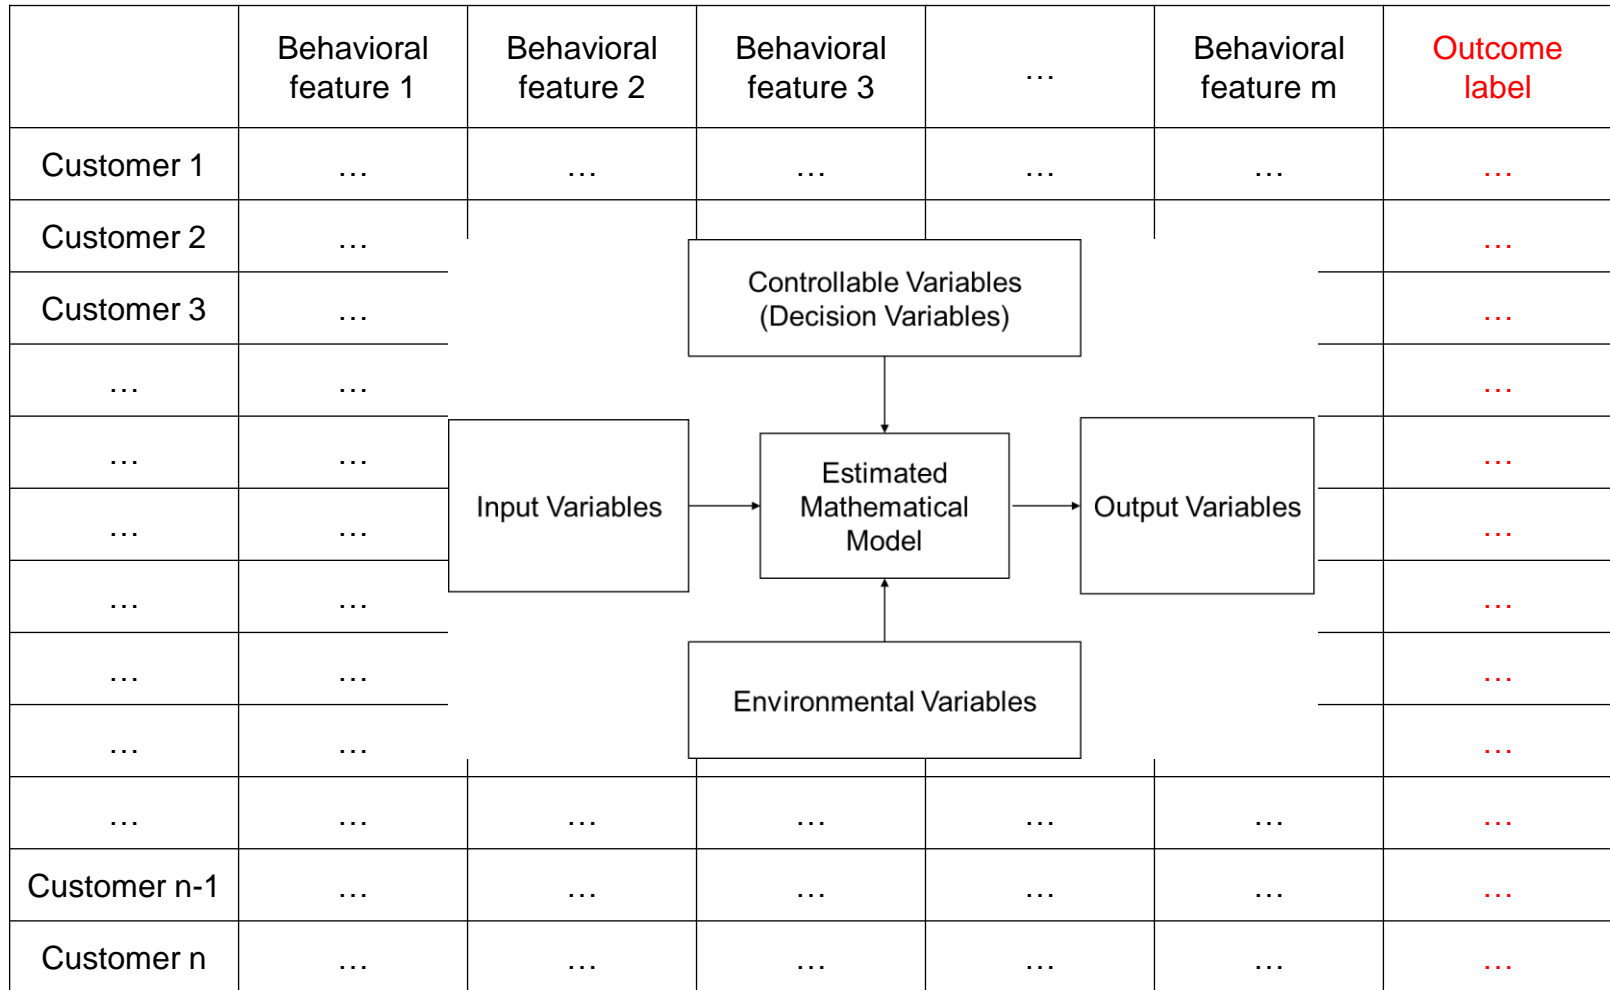 Behavioral
feature 1
Behavioral
feature 2
Behavioral
feature 3
…
Behavioral
feature m
Outcome
label
Customer 1
… … … … … …
Customer 2
… …
Customer 3
… …
Controllable Variables
(Decision Variables)
… … …
… … …
Input Variables
Estimated
Mathematical
Model
Output Variables
… … …
… … …
… … …
Environmental Variables
… … …
… … … … … … …
Customer n-1
… … … … … …
Customer n
… … … … … …